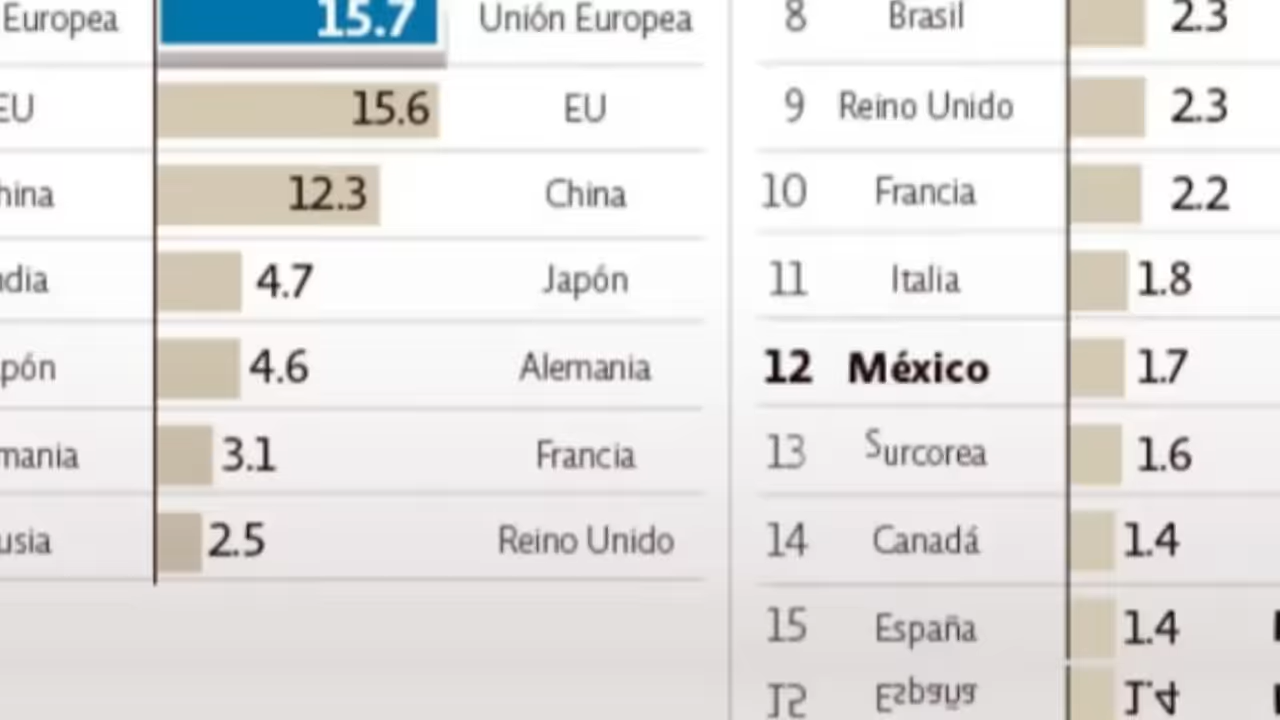 Europea 15.7 Unión Europea
EU 15.6 EU
hina 12.3 China
dia 4.7 Japón
pón 4.6 Alemania
mania 3.1 Francia
usia 2.5 Reino Unido
8 Brasil 2.3
9 Reino Unido 2.3
10 Francia 2.2
11 Italia 1.8
12 México 1.7
13 Surcorea 1.6
14 Canadá 1.4
15 España 1.4